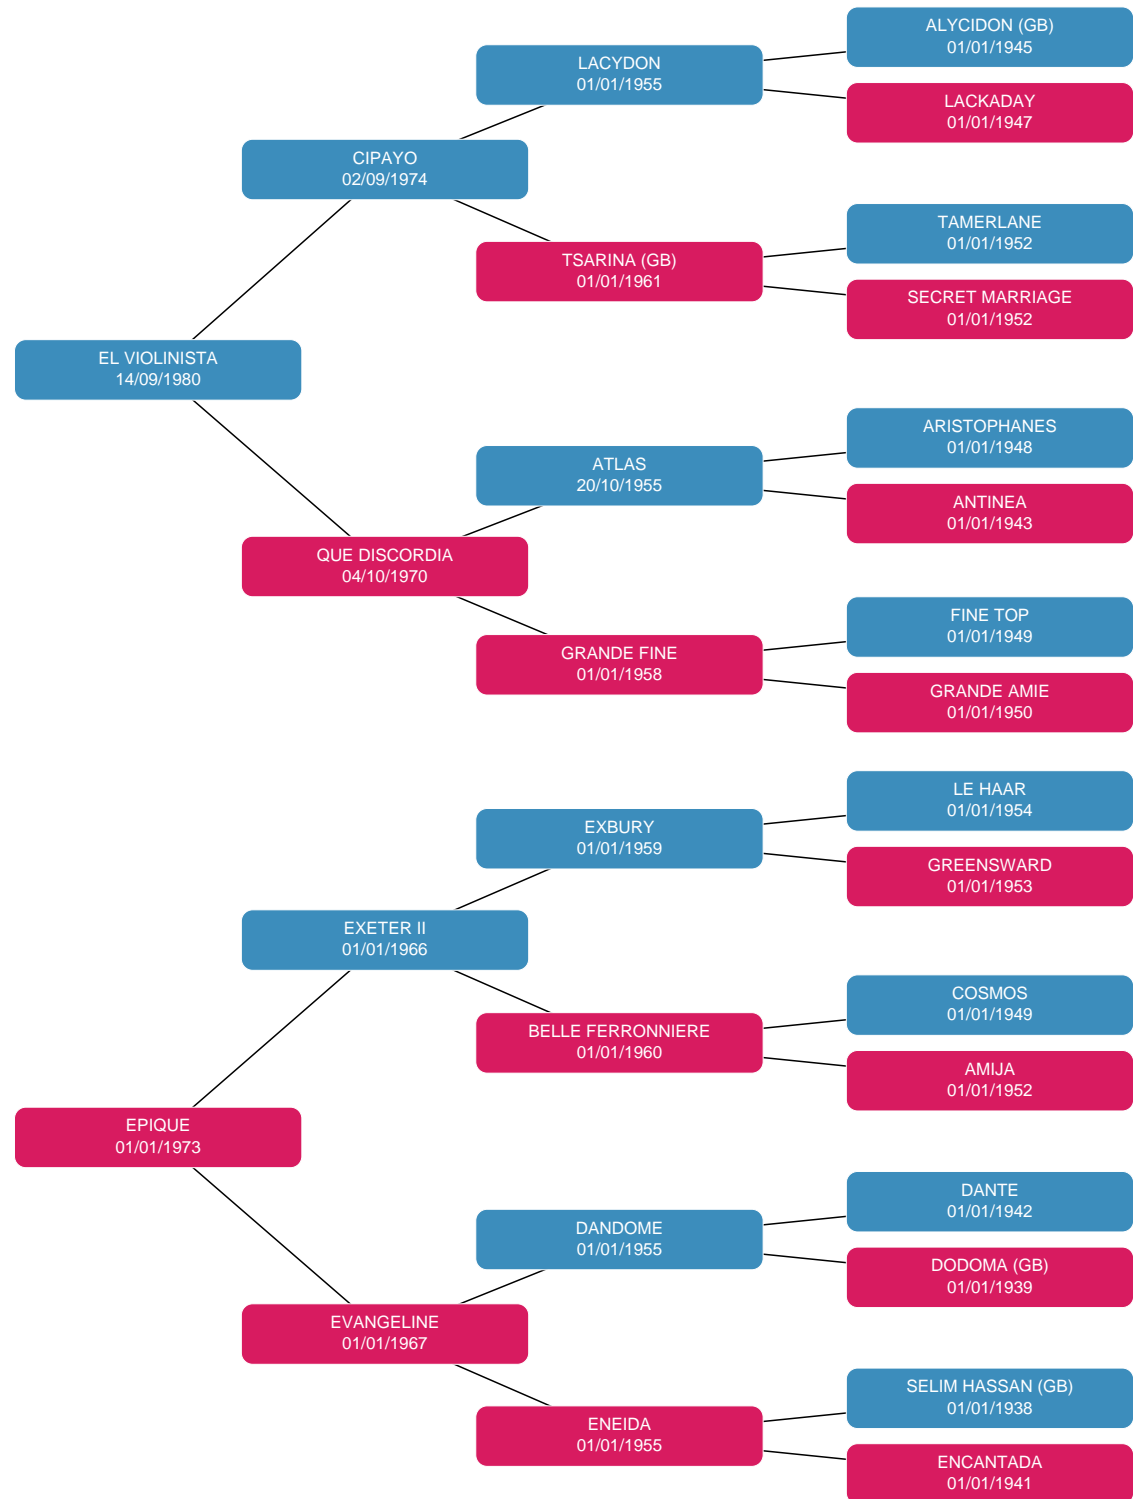 ALYCIDON (GB)
01/01/1945
LACYDON
01/01/1955
LACKADAY
01/01/1947
CIPAYO
02/09/1974
TAMERLANE
01/01/1952
TSARINA (GB)
01/01/1961
SECRET MARRIAGE
01/01/1952
EL VIOLINISTA
14/09/1980
ARISTOPHANES
01/01/1948
ATLAS
20/10/1955
ANTINEA
01/01/1943
QUE DISCORDIA
04/10/1970
FINE TOP
01/01/1949
GRANDE FINE
01/01/1958
GRANDE AMIE
01/01/1950
LE HAAR
01/01/1954
EXBURY
01/01/1959
GREENSWARD
01/01/1953
EXETER II
01/01/1966
COSMOS
01/01/1949
BELLE FERRONNIERE
01/01/1960
AMIJA
01/01/1952
EPIQUE
01/01/1973
DANTE
01/01/1942
DANDOME
01/01/1955
DODOMA (GB)
01/01/1939
EVANGELINE
01/01/1967
SELIM HASSAN (GB)
01/01/1938
ENEIDA
01/01/1955
ENCANTADA
01/01/1941